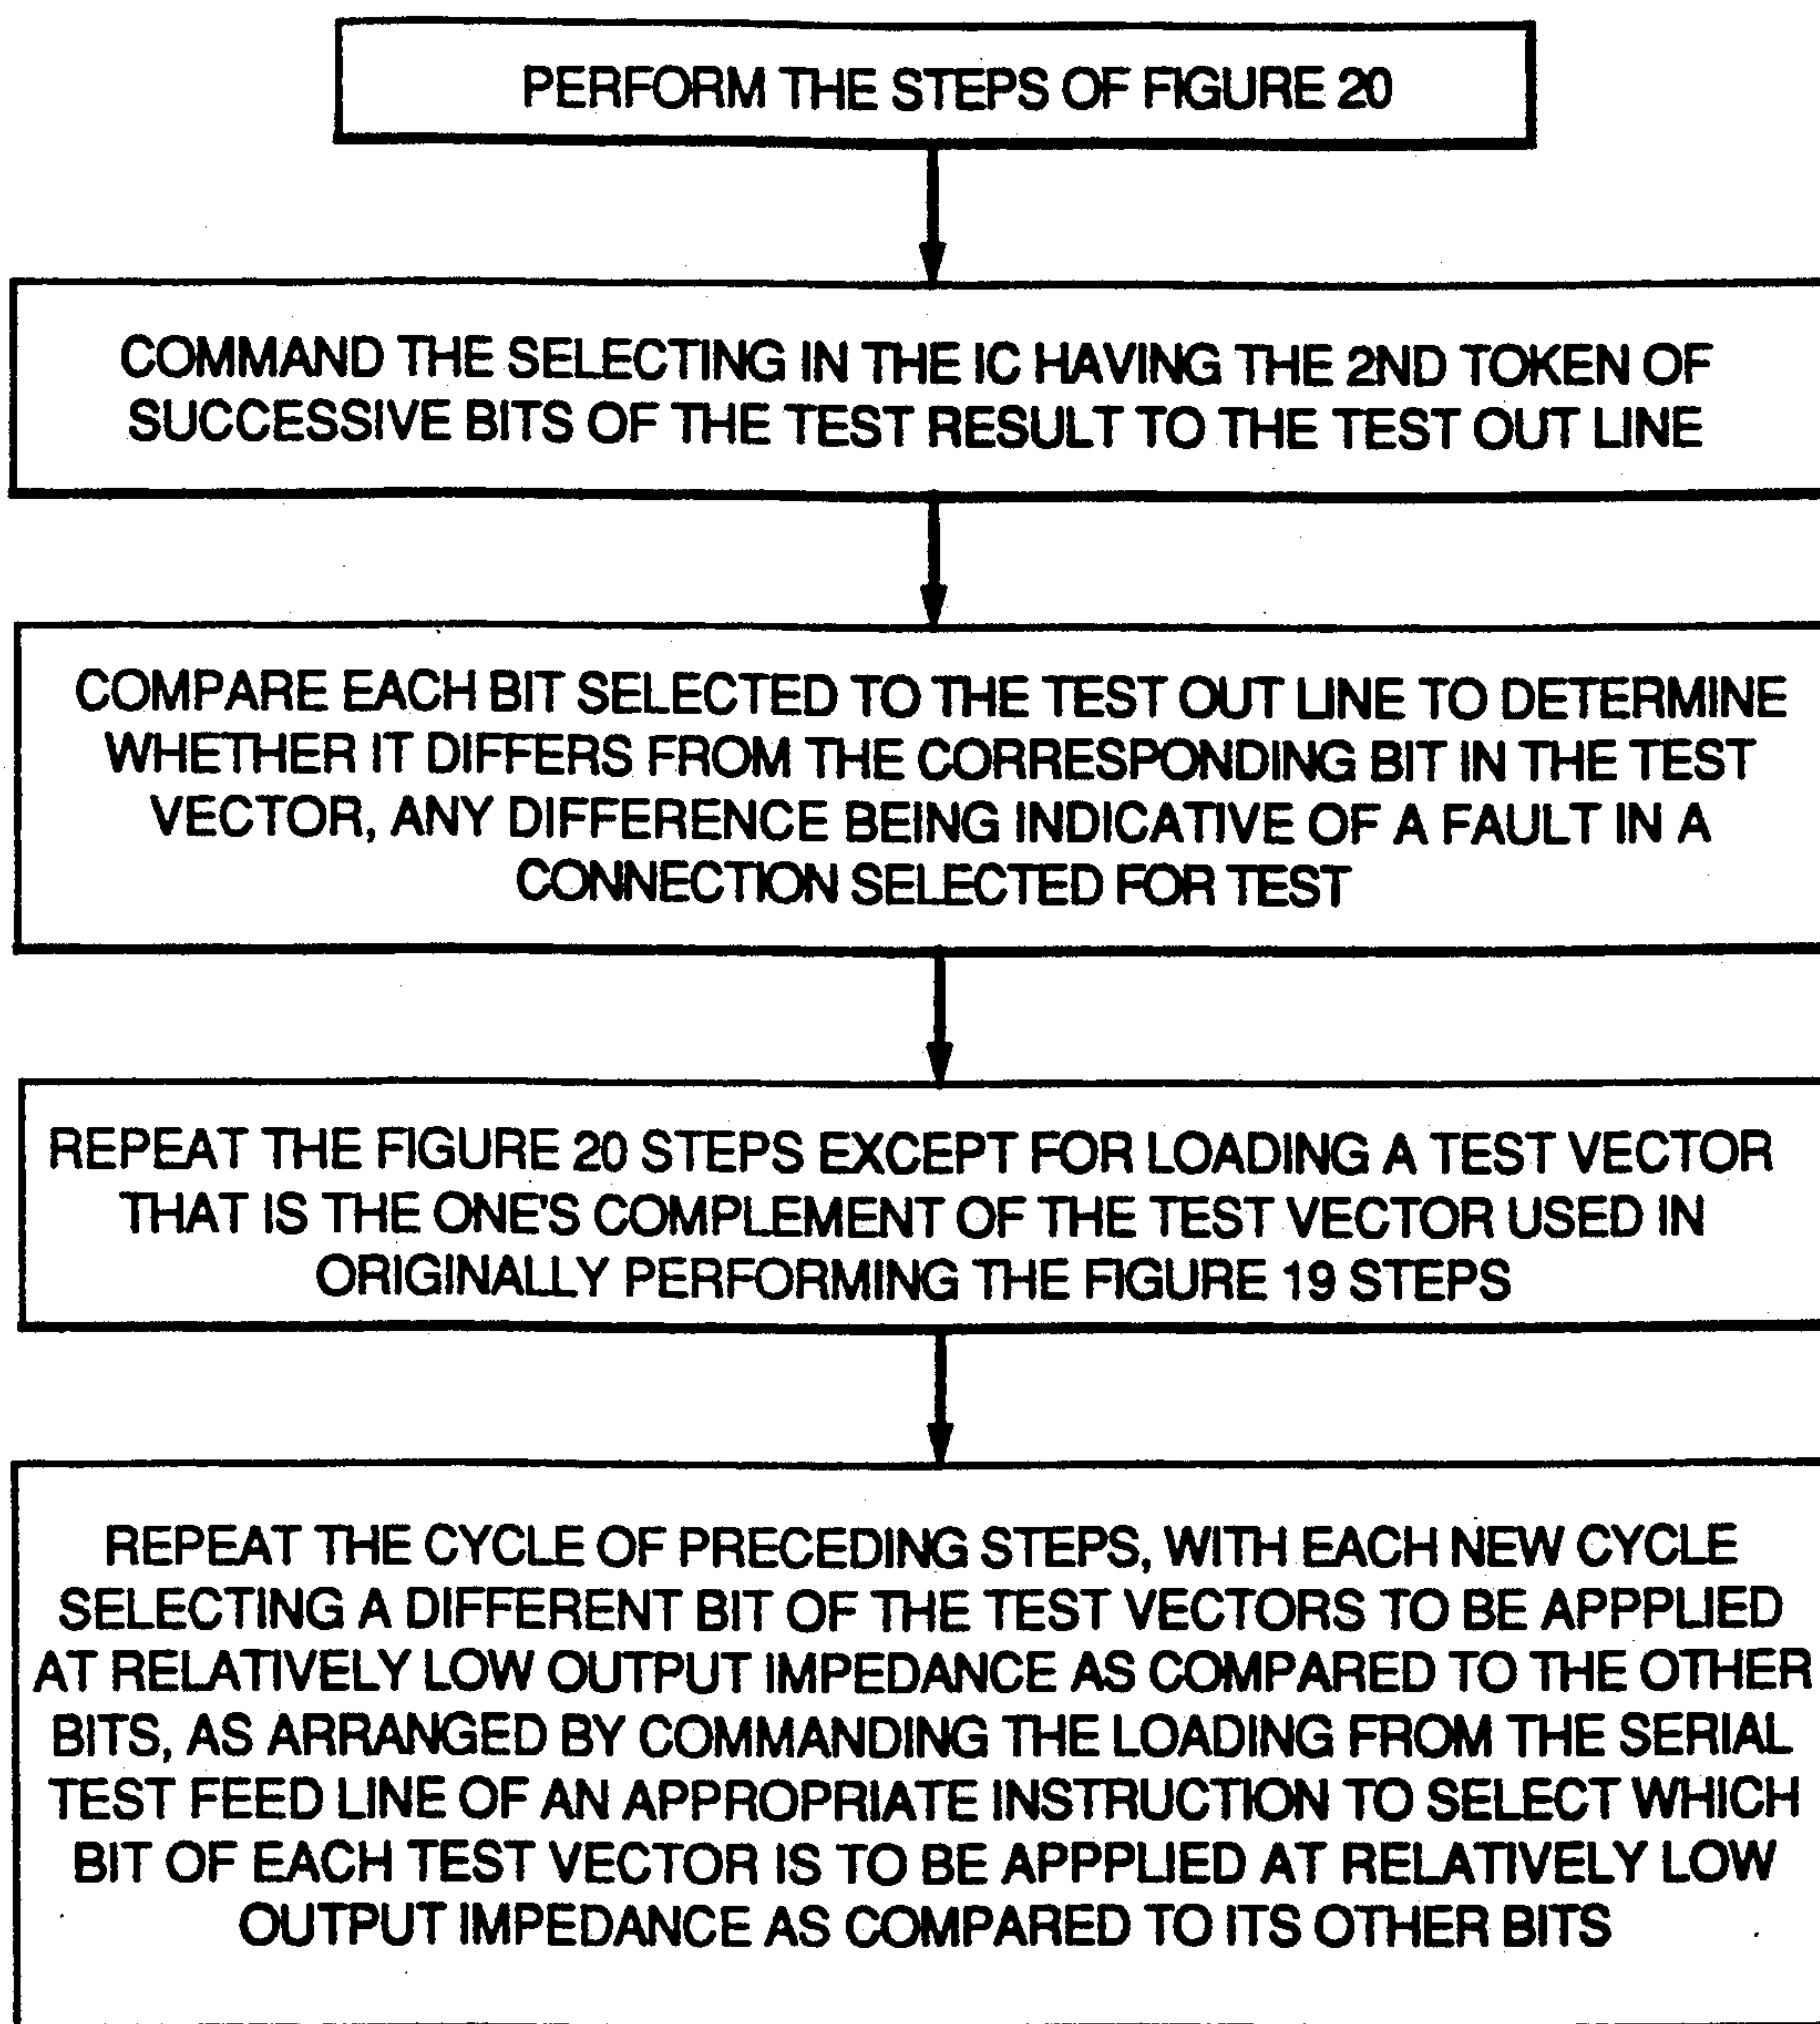 PERFORM THE STEPS OF FIGURE 20
COMMAND THE SELECTING IN THE IC HAVING THE 2ND TOKEN OF
SUCCESSIVE BITS OF THE TEST RESULT TO THE TEST OUT LINE
COMPARE EACH BIT SELECTED TO THE TEST OUT LINE TO DETERMINE
WHETHER IT DIFFERS FROM THE CORRESPONDING BIT IN THE TEST
VECTOR, ANY DIFFERENCE BEING INDICATIVE OF A FAULT IN A
CONNECTION SELECTED FOR TEST
REPEAT THE FIGURE 20 STEPS EXCEPT FOR LOADING A TEST VECTOR
THAT IS THE ONE'S COMPLEMENT OF THE TEST VECTOR USED IN
ORIGINALLY PERFORMING THE FIGURE 19 STEPS
REPEAT THE CYCLE OF PRECEDING STEPS, WITH EACH NEW CYCLE
SELECTING A DIFFERENT BIT OF THE TEST VECTORS TO BE APPPLIED
AT RELATIVELY LOW OUTPUT IMPEDANCE AS COMPARED TO THE OTHER
BITS, AS ARRANGED BY COMMANDING THE LOADING FROM THE SERIAL
TEST FEED LINE OF AN APPROPRIATE INSTRUCTION TO SELECT WHICH
BIT OF EACH TEST VECTOR IS TO BE APPPLIED AT RELATIVELY LOW
OUTPUT IMPEDANCE AS COMPARED TO ITS OTHER BITS